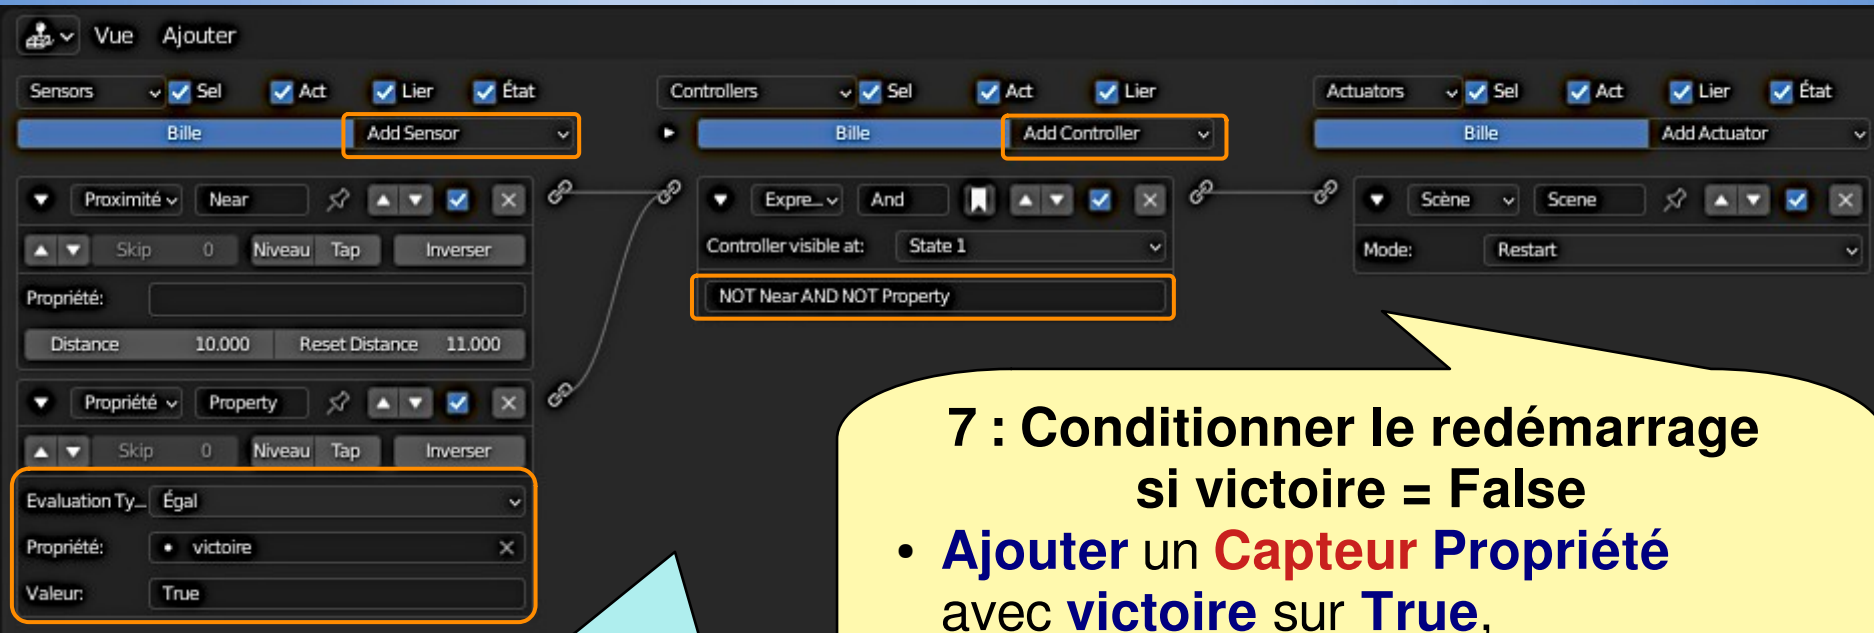 Vue Ajouter
Sensors Sel Act Lier État Controllers Sel Act Lier Actuators Sel Act Lier État
Bille Add Sensor Bille Add Controller Bille Add Actuator
Proximité Near Expre... And Scène Scene
Skip 0 Niveau Tap Inverser Controller visible at: State 1 Mode: Restart
Propriété: NOT Near AND NOT Property
Distance 10.000 Reset Distance 11.000
Propriété Property
Skip 0 Niveau Tap Inverser
Evaluation Ty... Égal
Propriété: • victoire
Valeur: True
7 : Conditionner le redémarrage
si victoire = False
• Ajouter un Capteur Propriété
avec victoire sur True,